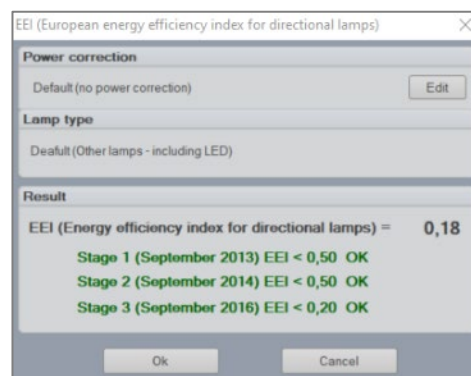 EEI (European energy efficiency index for directional lamps)
Power correction
Default (no power correction)
Edit
Lamp type
Deafult (Other lamps - including LED)
Result
EEI (Energy efficiency index for directional lamps) = 0,18
Stage 1 (September 2013) EEI < 0,50 OK
Stage 2 (September 2014) EEI < 0,50 OK
Stage 3 (September 2016) EEI < 0,20 OK
Ok
Cancel